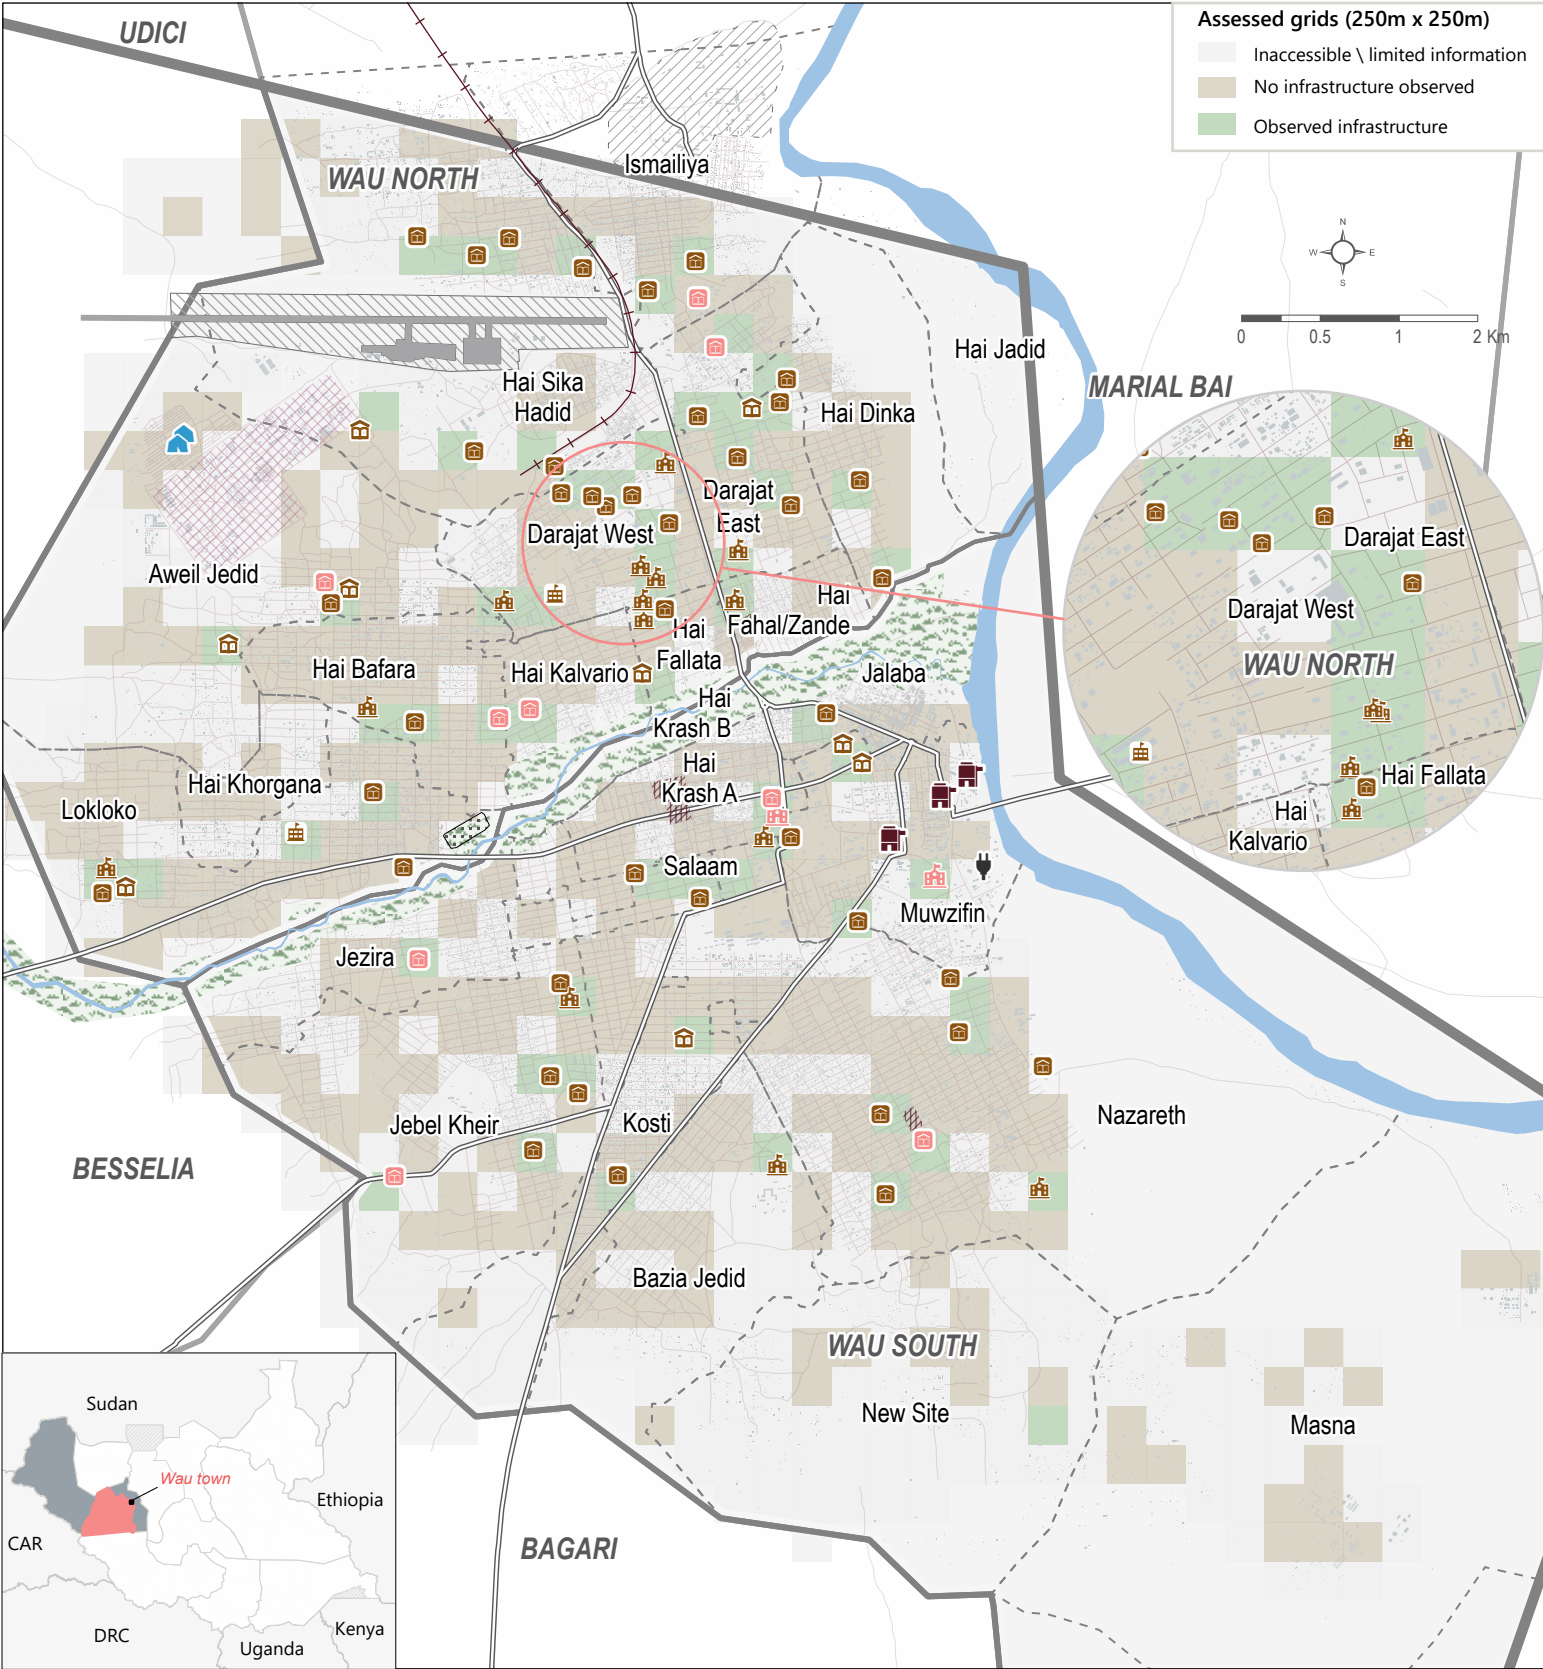 Assessed grids (250m x 250m)
Inaccessible \ limited information
No infrastructure observed
Observed infrastructure
UDICI
WAU NORTH
Ismailiya
N
W
E
S
0
0.5
1
2 Km
Hai Jadid
MARIAL BAI
Hai Sika
Hadid
Hai Dinka
Darajat
East
Darajat West
Aweil Jedid
Hai
Fahal/Zande
Hai
Fallata
Hai Bafara
Hai Kalvario
Jalaba
Hai
Krash B
Hai
Krash A
Hai Khorgana
Lokloko
Salaam
Muwzifin
Jezira
Darajat East
Darajat West
WAU NORTH
Hai Fallata
Hai
Kalvario
Jebel Kheir
Kosti
Nazareth
BESSELIA
Bazia Jedid
WAU SOUTH
New Site
Masna
BAGARI
Sudan
Wau town
Ethiopia
CAR
DRC
Kenya
Uganda